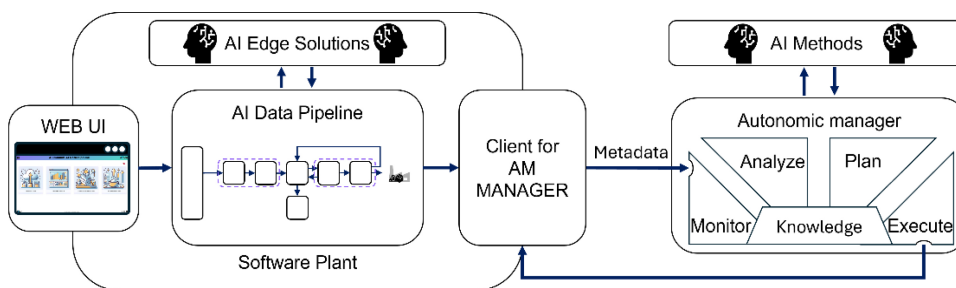 AI Edge Solutions
AI Methods
WEB UI
AI Data Pipeline
Client for
AM
MANAGER
Metadata
Autonomic manager
Analyze
Plan
Monitor
Knowledge
Execute
Software Plant